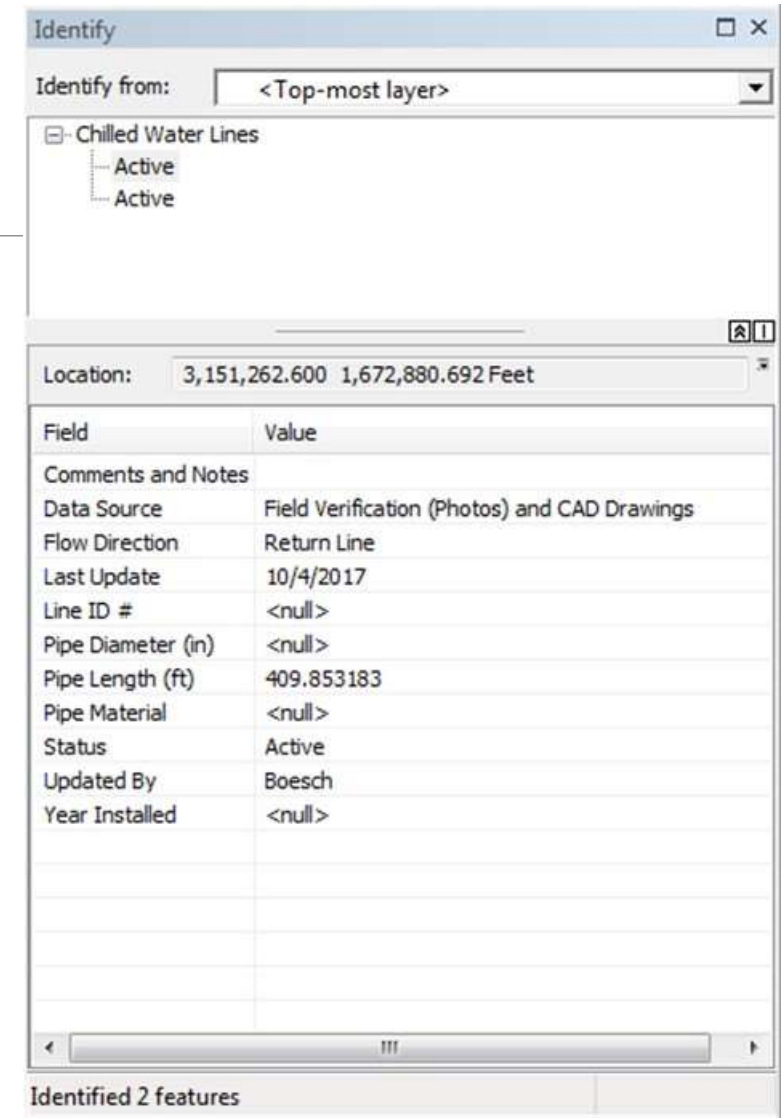 Identify
Identify from: <Top-most layer>
Chilled Water Lines
Active
Active
Location: 3,151,262.600 1,672,880.692 Feet
Field Value
Comments and Notes
Data Source Field Verification (Photos) and CAD Drawings
Flow Direction Return Line
Last Update 10/4/2017
Line ID # <null>
Pipe Diameter (in) <null>
Pipe Length (ft) 409.853183
Pipe Material <null>
Status Active
Updated By Boesch
Year Installed <null>
Identified 2 features